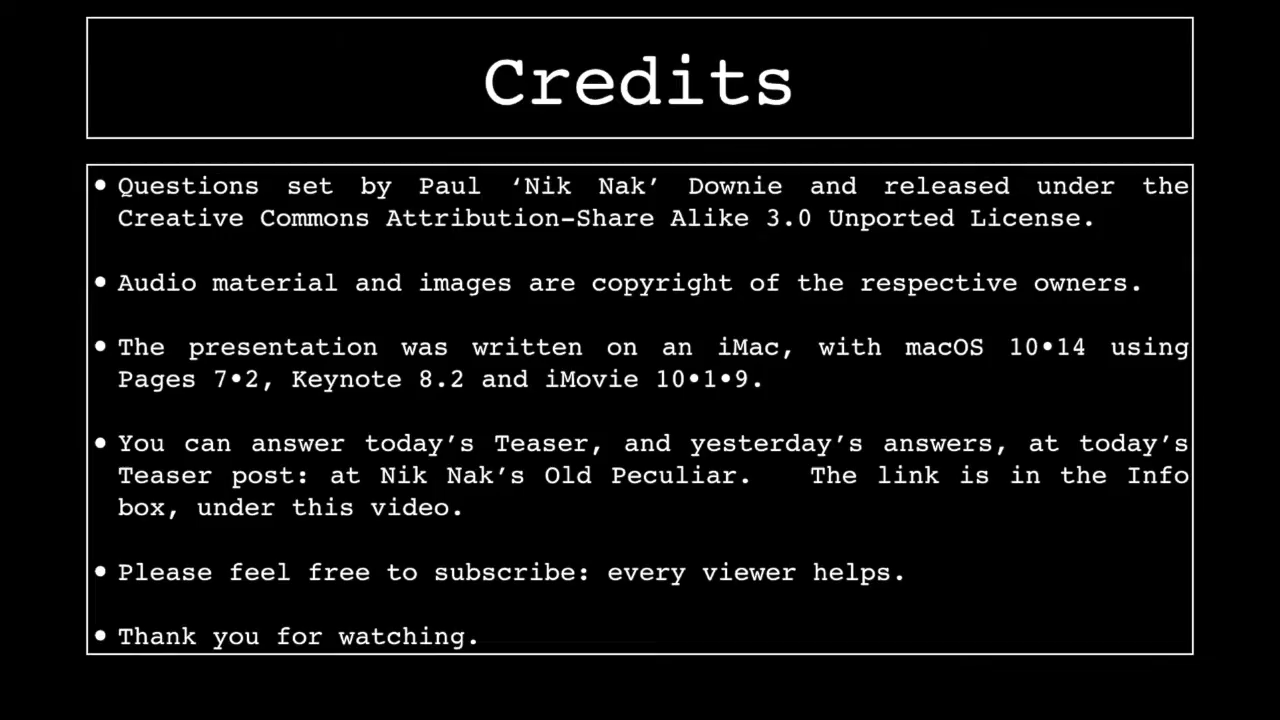 Credits
• Questions set by Paul ‘Nik Nak’ Downie and released under the
Creative Commons Attribution–Share Alike 3.0 Unported License.
• Audio material and images are copyright of the respective owners.
• The presentation was written on an iMac, with macOS 10•14 using
Pages 7•2, Keynote 8.2 and iMovie 10•1•9.
• You can answer today’s Teaser, and yesterday’s answers, at today’s
Teaser post: at Nik Nak’s Old Peculiar. The link is in the Info
box, under this video.
• Please feel free to subscribe: every viewer helps.
• Thank you for watching.